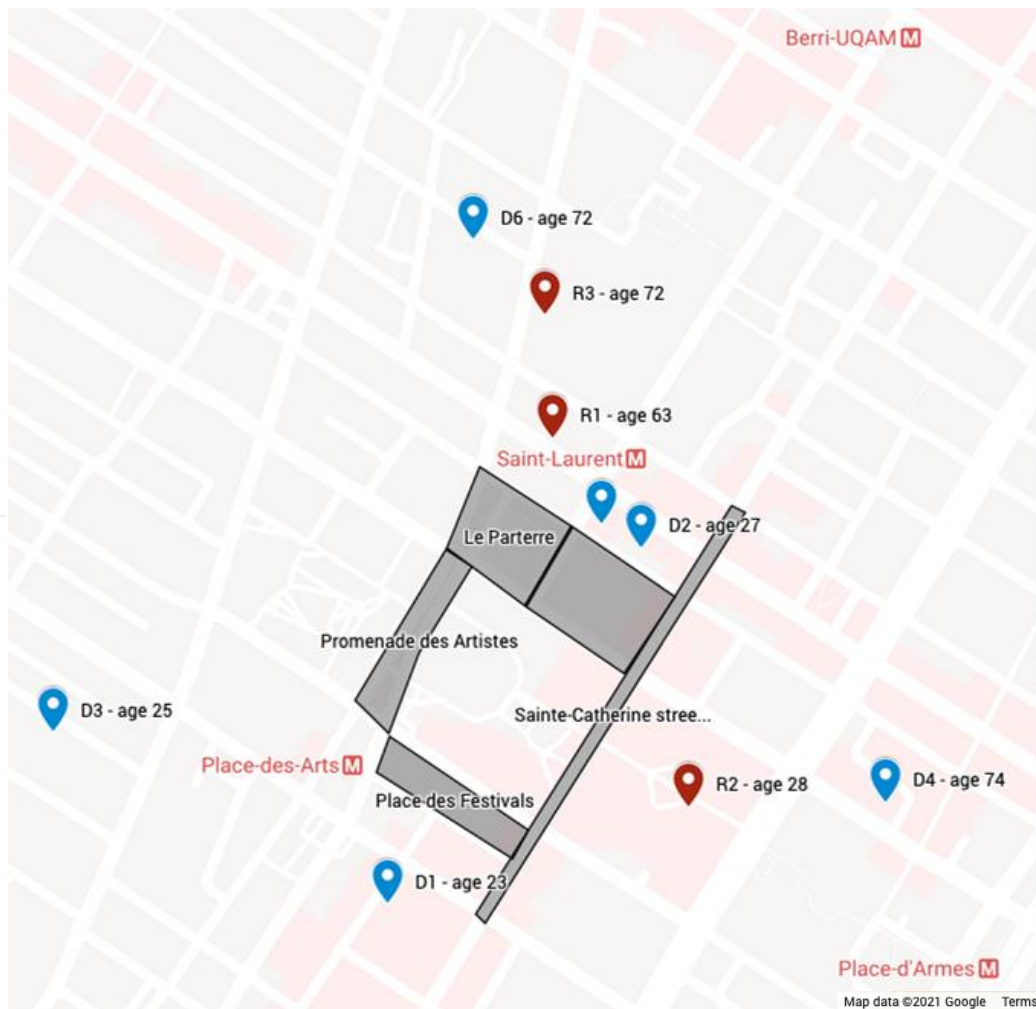 Berri-UQAM M
D6 - age 72
R3 - age 72
R1 - age 63
Saint-Laurent M
D2 - age 27
Le Parterre
Promenade des Artistes
D3 - age 25
Sainte-Catherine stree...
Place-des-Arts M
R2 - age 28
D4 - age 74
Place des Festivals
D1 - age 23
Place-d'Armes M
Map data ©2021 Google Terms